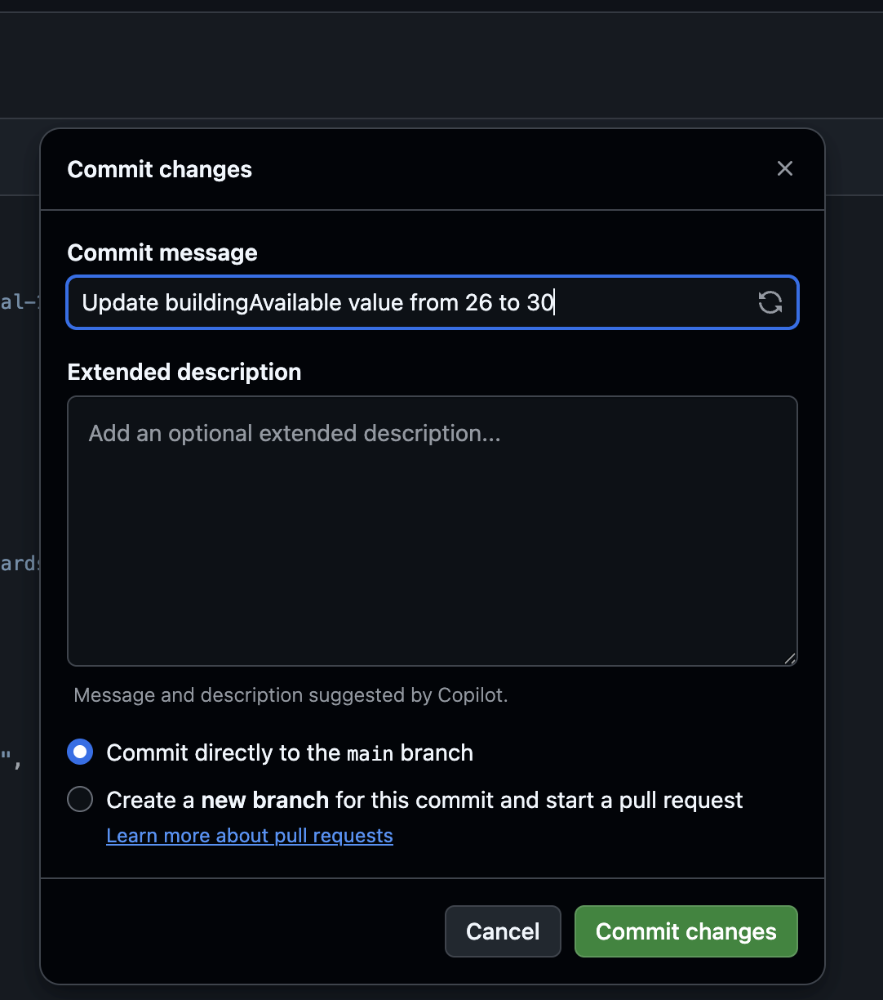 Commit changes
Commit message
Update buildingAvailable value from 26 to 30
al-
Extended description
Add an optional extended description...
ards
Message and description suggested by Copilot.
Commit directly to the main branch
",
Create a new branch for this commit and start a pull request
Learn more about pull requests
Cancel
Commit changes